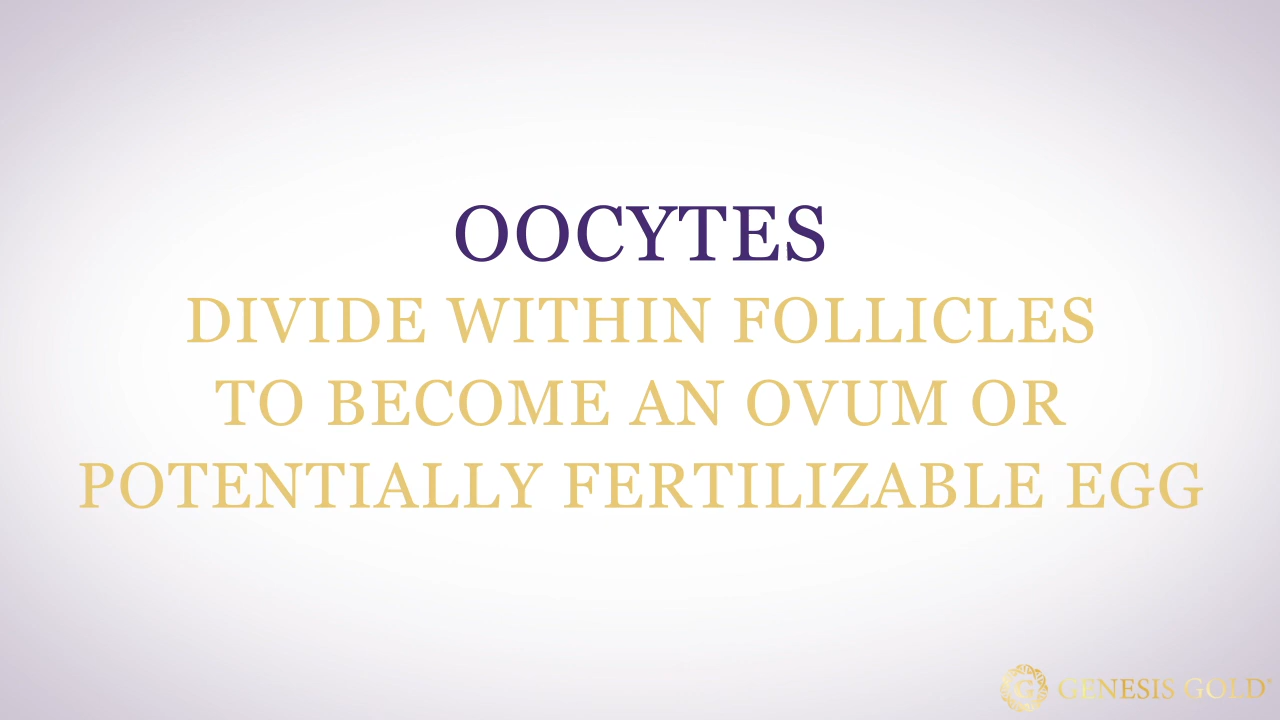 OOCYTES
DIVIDE WITHIN FOLLICLES
TO BECOME AN OVUM OR
POTENTIALLY FERTILIZABLE EGG
G GENESIS GOLD®